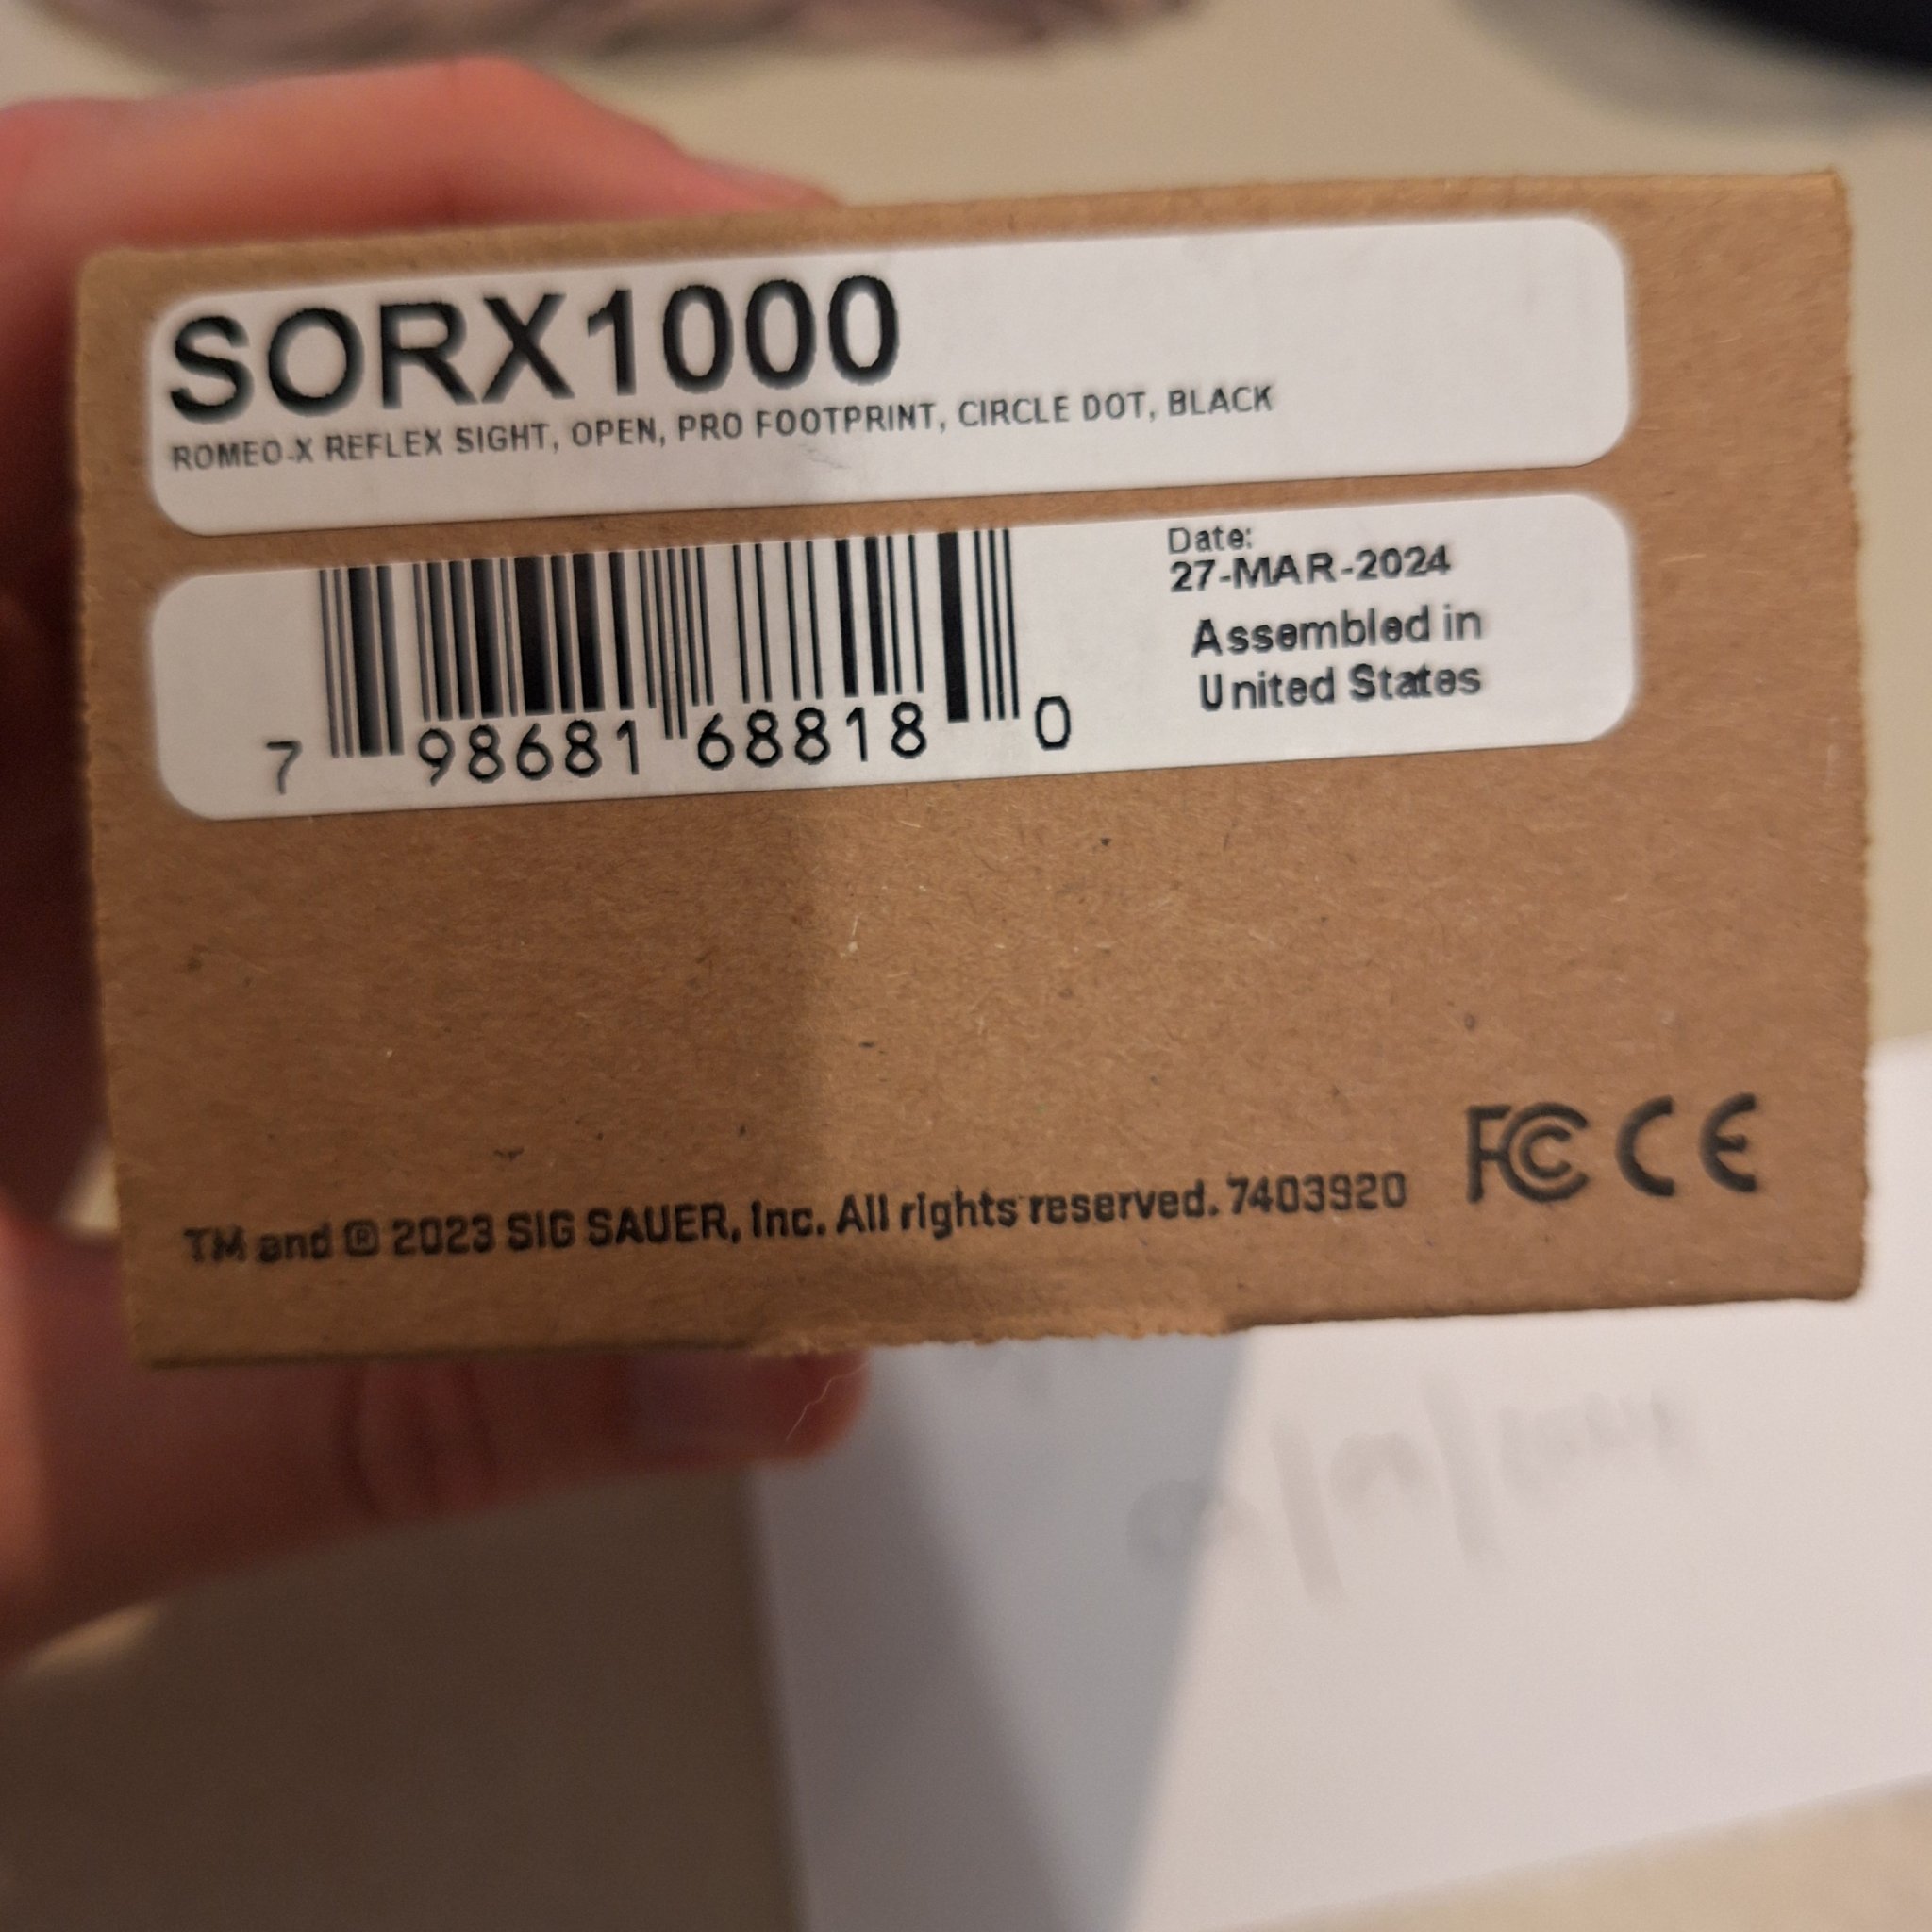 SORX1000
ROMEO-X REFLEX SIGHT, OPEN, PRO FOOTPRINT, CIRCLE DOT, BLACK
7 98681 68818 0
Date:
27-MAR-2024
Assembled in
United States
TM and ® 2023 SIG SAUER, Inc. All rights reserved. 7403920
FCC CE